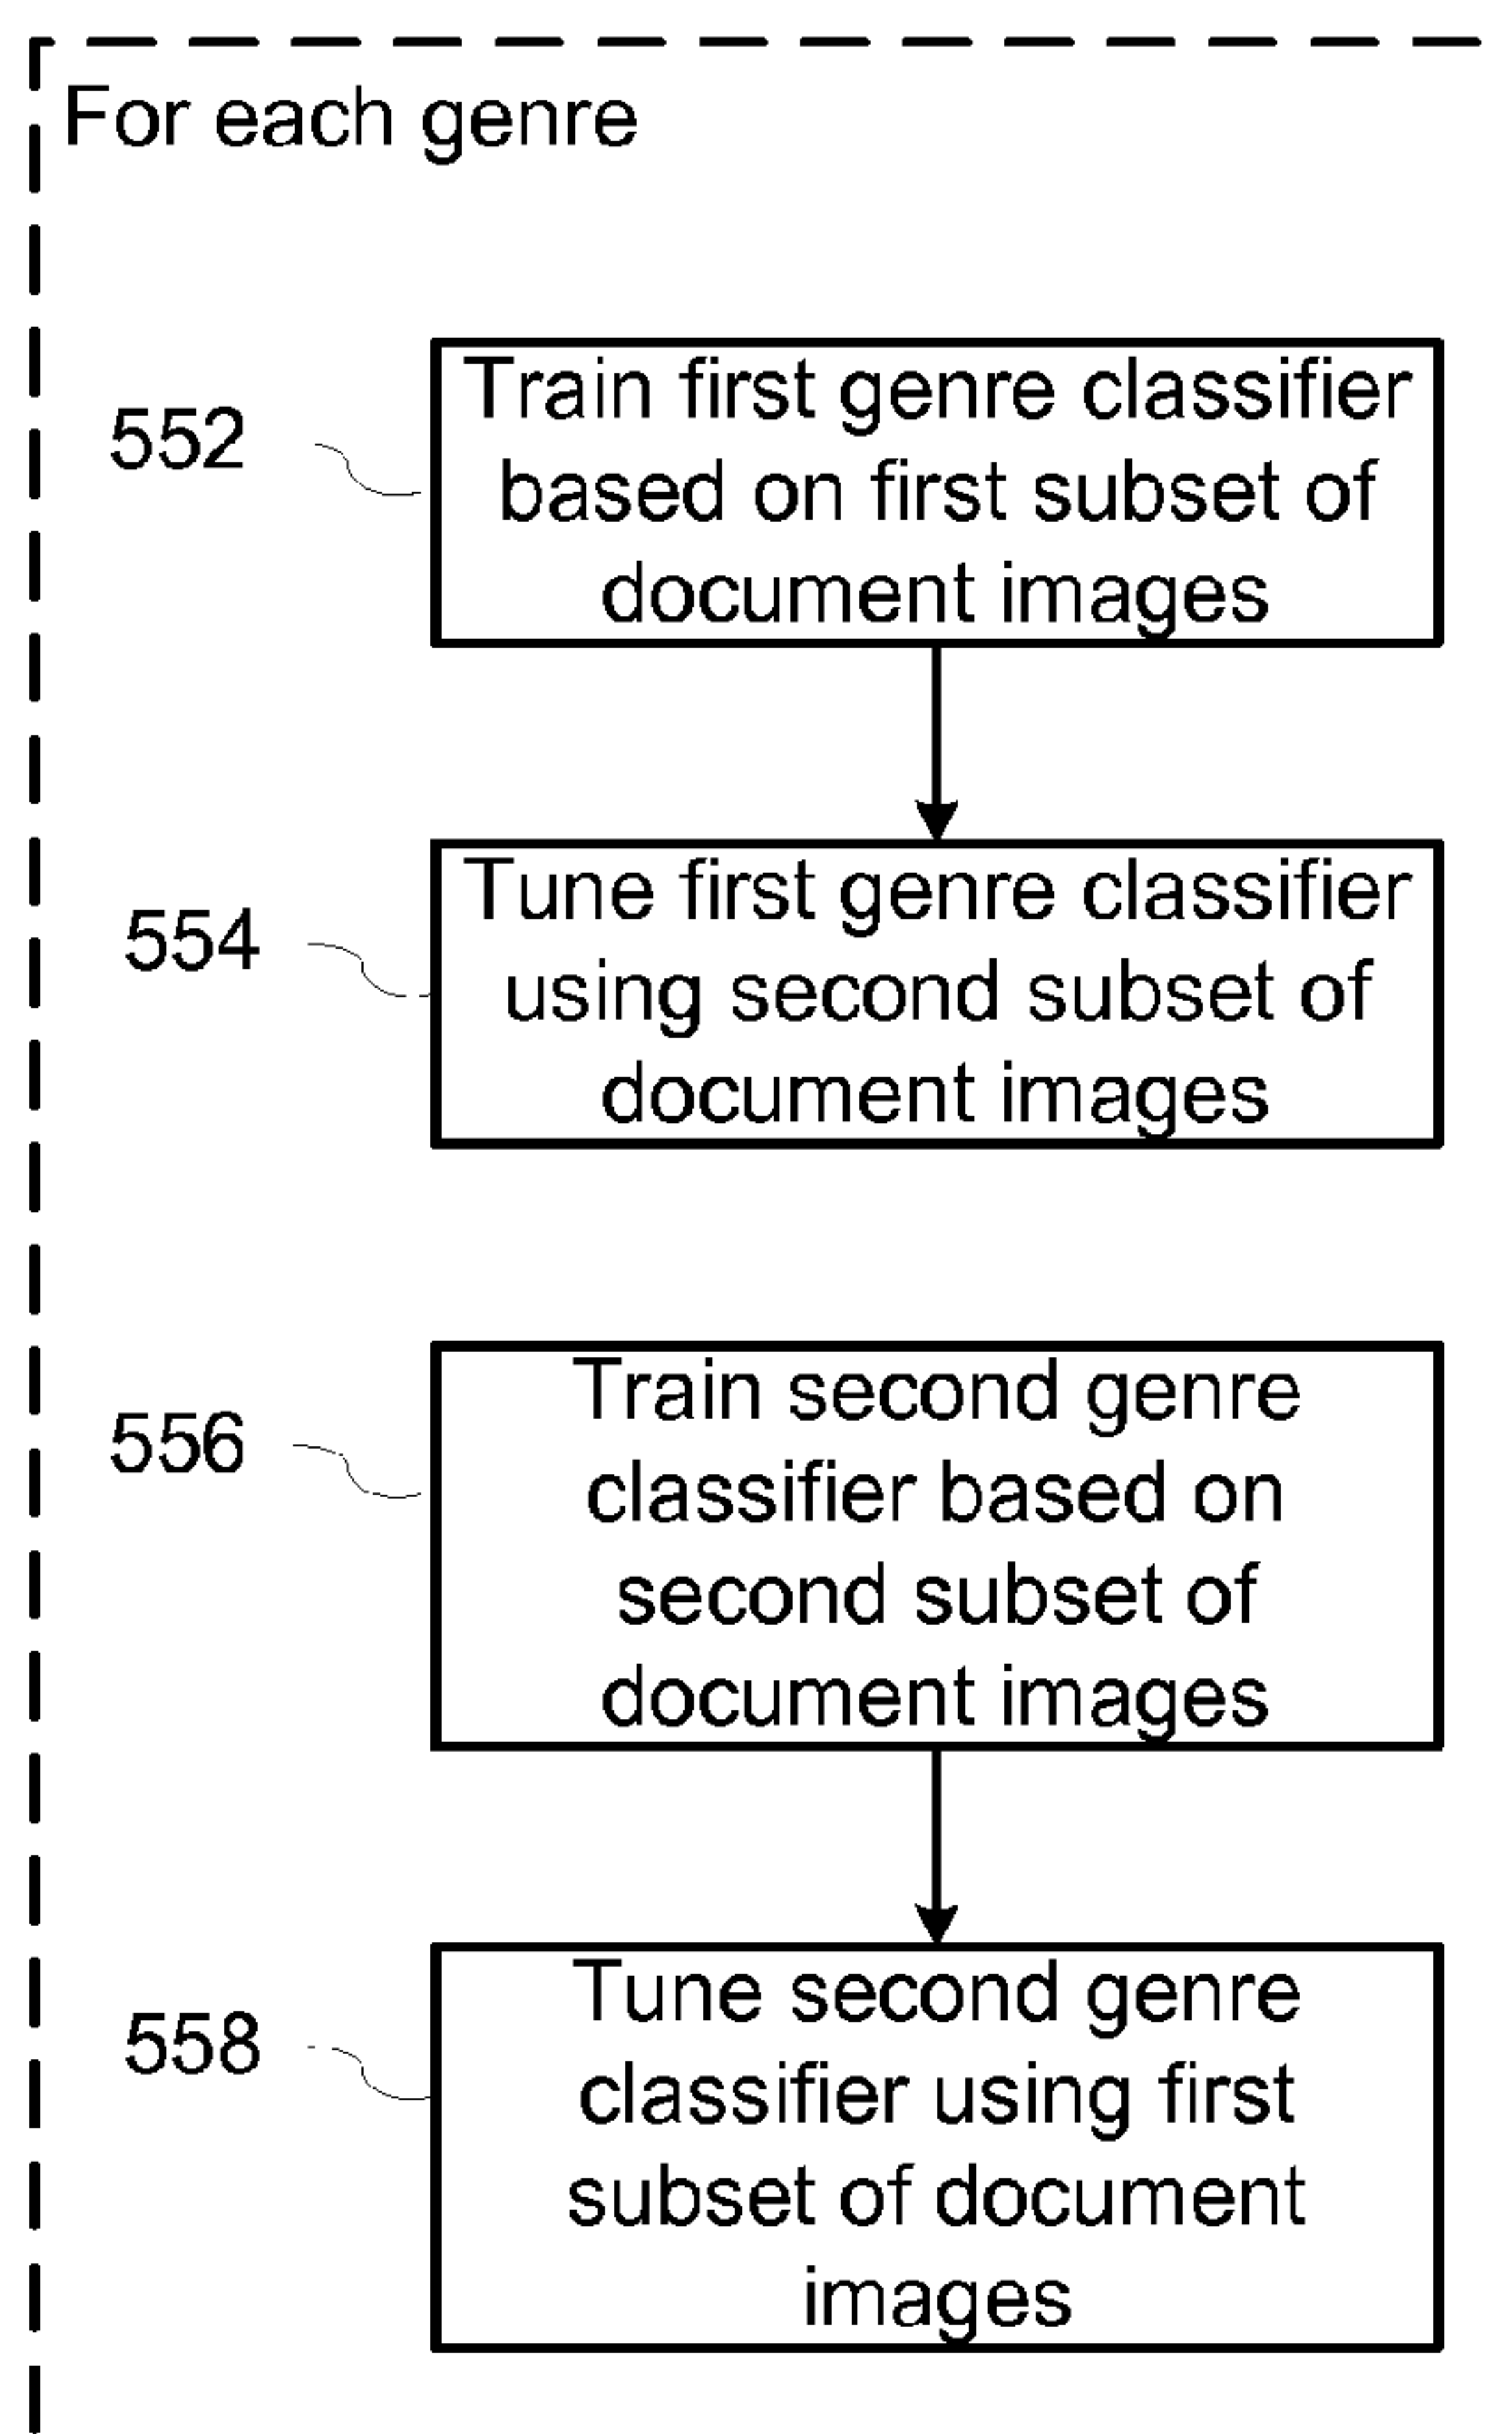 For each genre
552
Train first genre classifier
based on first subset of
document images
554
Tune first genre classifier
using second subset of
document images
556
Train second genre
classifier based on
second subset of
document images
558
Tune second genre
classifier using first
subset of document
images